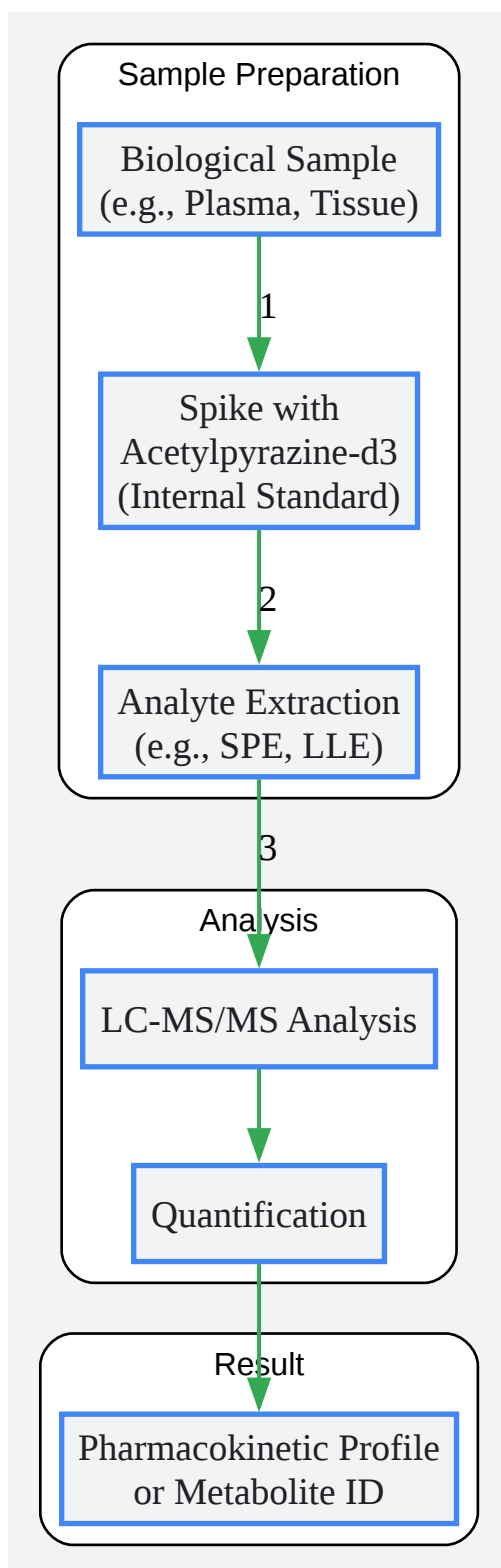 Sample Preparation
Biological Sample
(e.g., Plasma, Tissue)
1
Spike with
Acetylpyrazine-d3
(Internal Standard)
2
Analyte Extraction
(e.g., SPE, LLE)
3
Analysis
LC-MS/MS Analysis
Quantification
Result
Pharmacokinetic Profile
or Metabolite ID